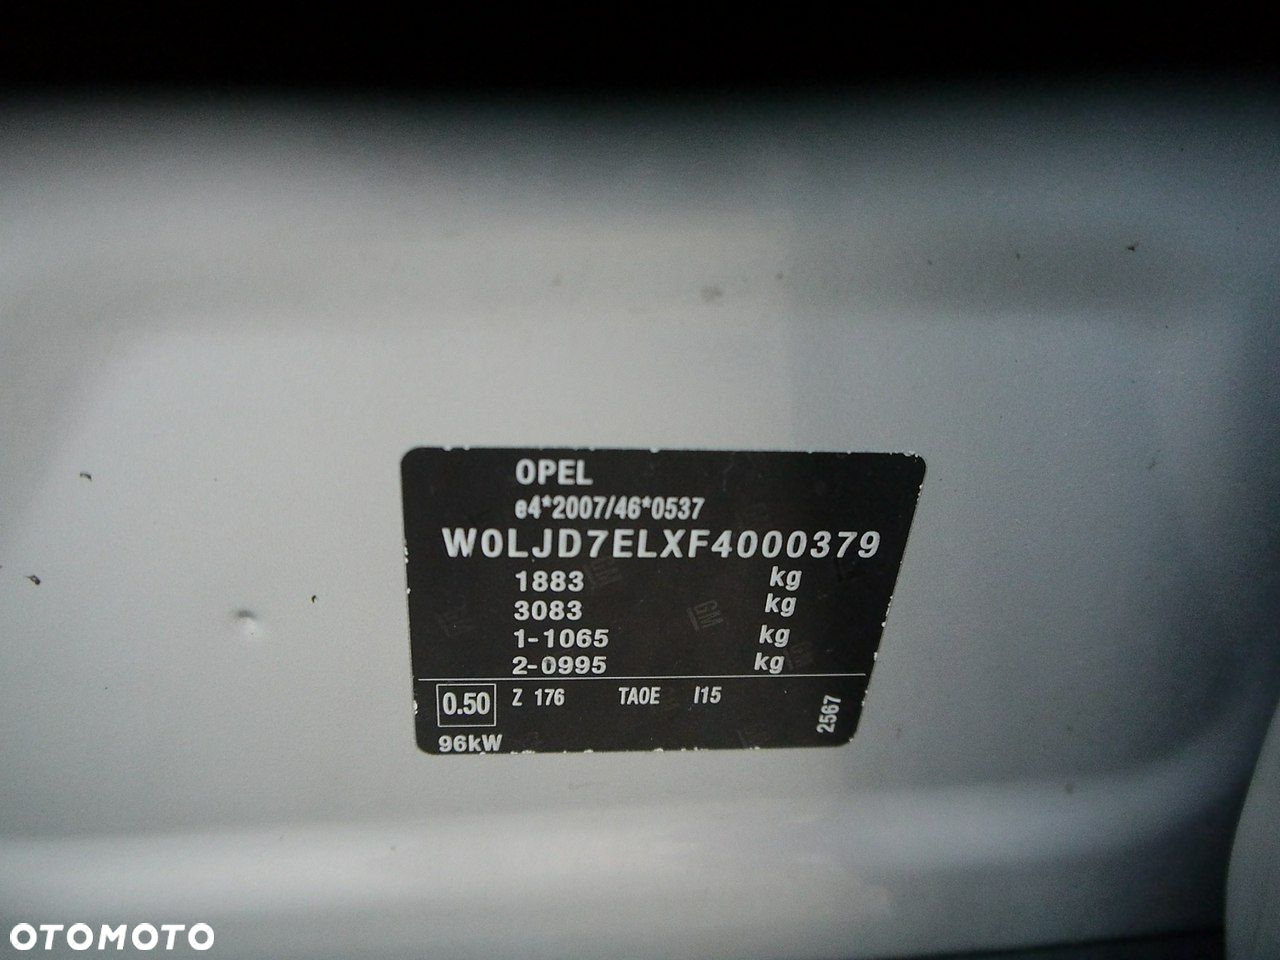 OPEL
e4*2007/46*0537
W0LJD7ELXF4000379
1883 kg
3083 kg
1-1065 kg
2-0995 kg
0.50 Z 176 TA0E I15
96kW
2567
OTOMOTO